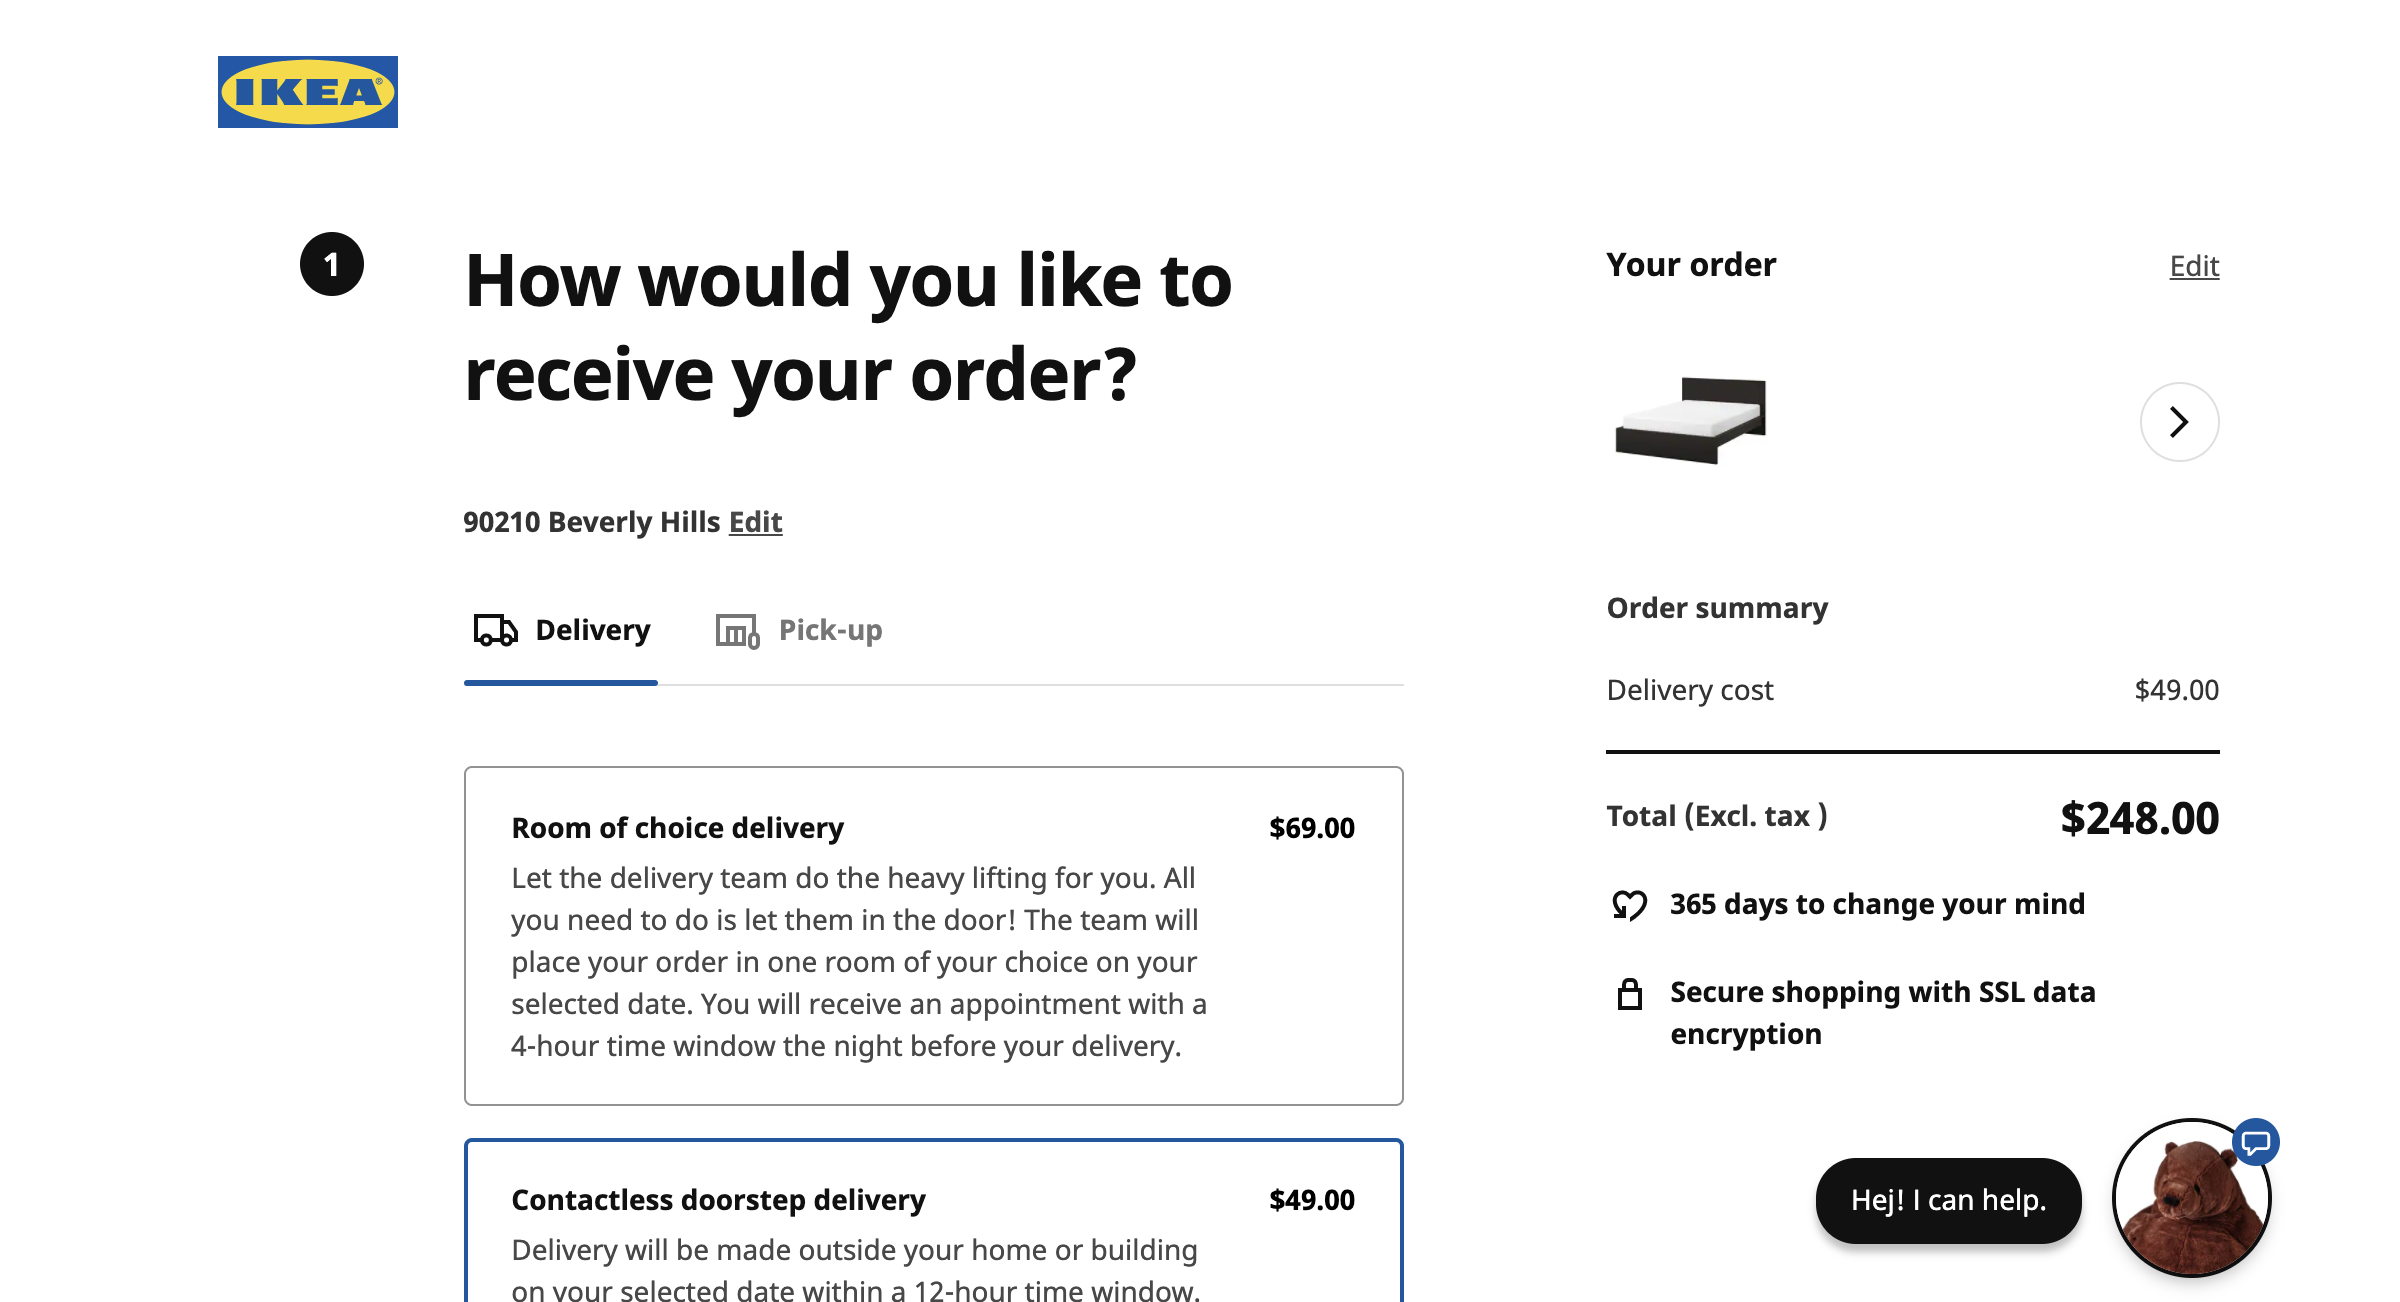 IKEA®
1
How would you like to
receive your order?
90210 Beverly Hills Edit
Delivery
Pick-up
Room of choice delivery $69.00
Let the delivery team do the heavy lifting for you. All
you need to do is let them in the door! The team will
place your order in one room of your choice on your
selected date. You will receive an appointment with a
4-hour time window the night before your delivery.
Contactless doorstep delivery $49.00
Delivery will be made outside your home or building
on your selected date within a 12-hour time window.
Your order Edit
Order summary
Delivery cost $49.00
Total (Excl. tax ) $248.00
365 days to change your mind
Secure shopping with SSL data
encryption
Hej! I can help.